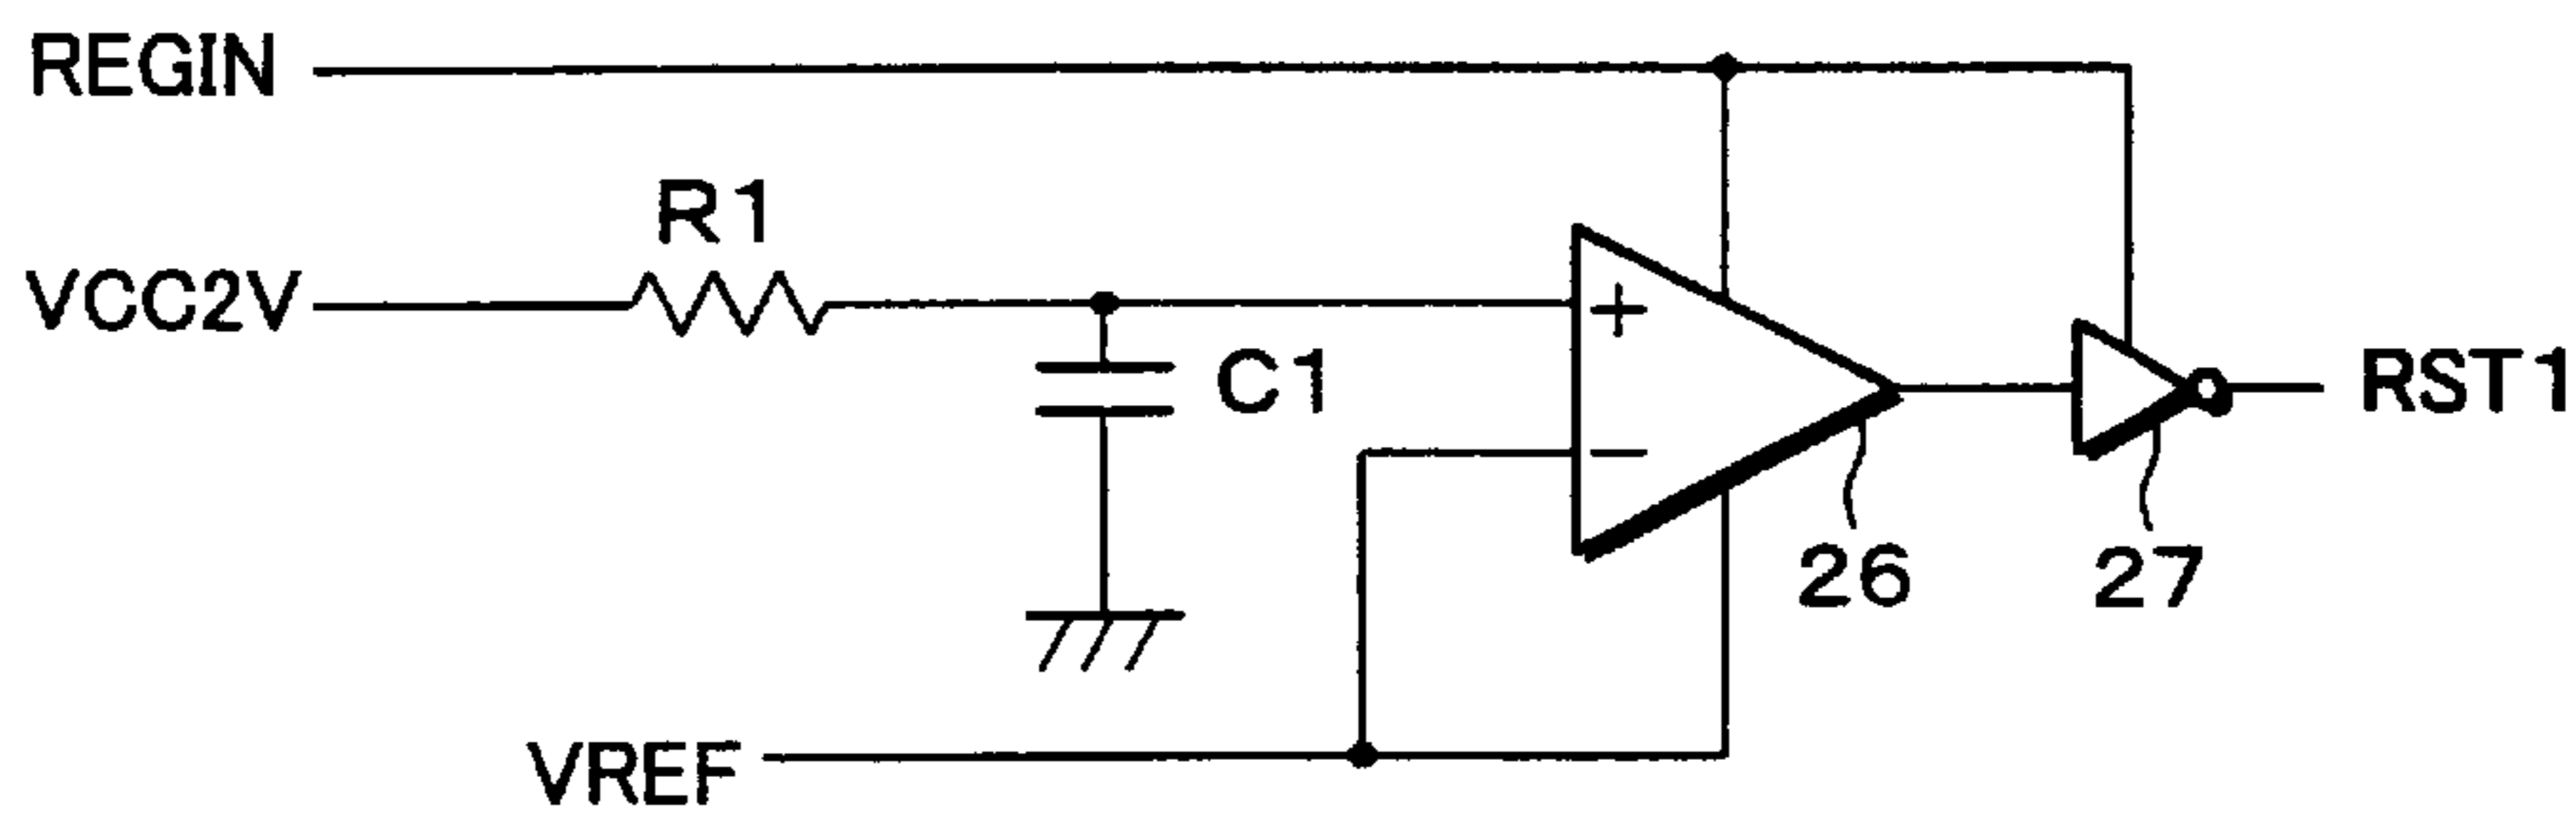 REGIN
R1
VCC2V
+
C1
RST1
−
26
27
VREF